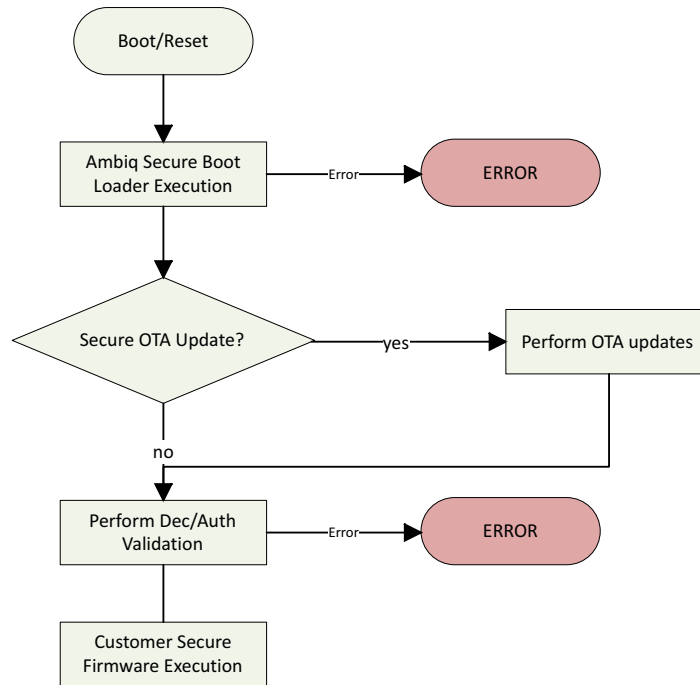 Boot/Reset
Ambiq Secure Boot
Loader Execution
Error
ERROR
Secure OTA Update?
yes
Perform OTA updates
no
Perform Dec/Auth
Validation
Error
ERROR
Customer Secure
Firmware Execution